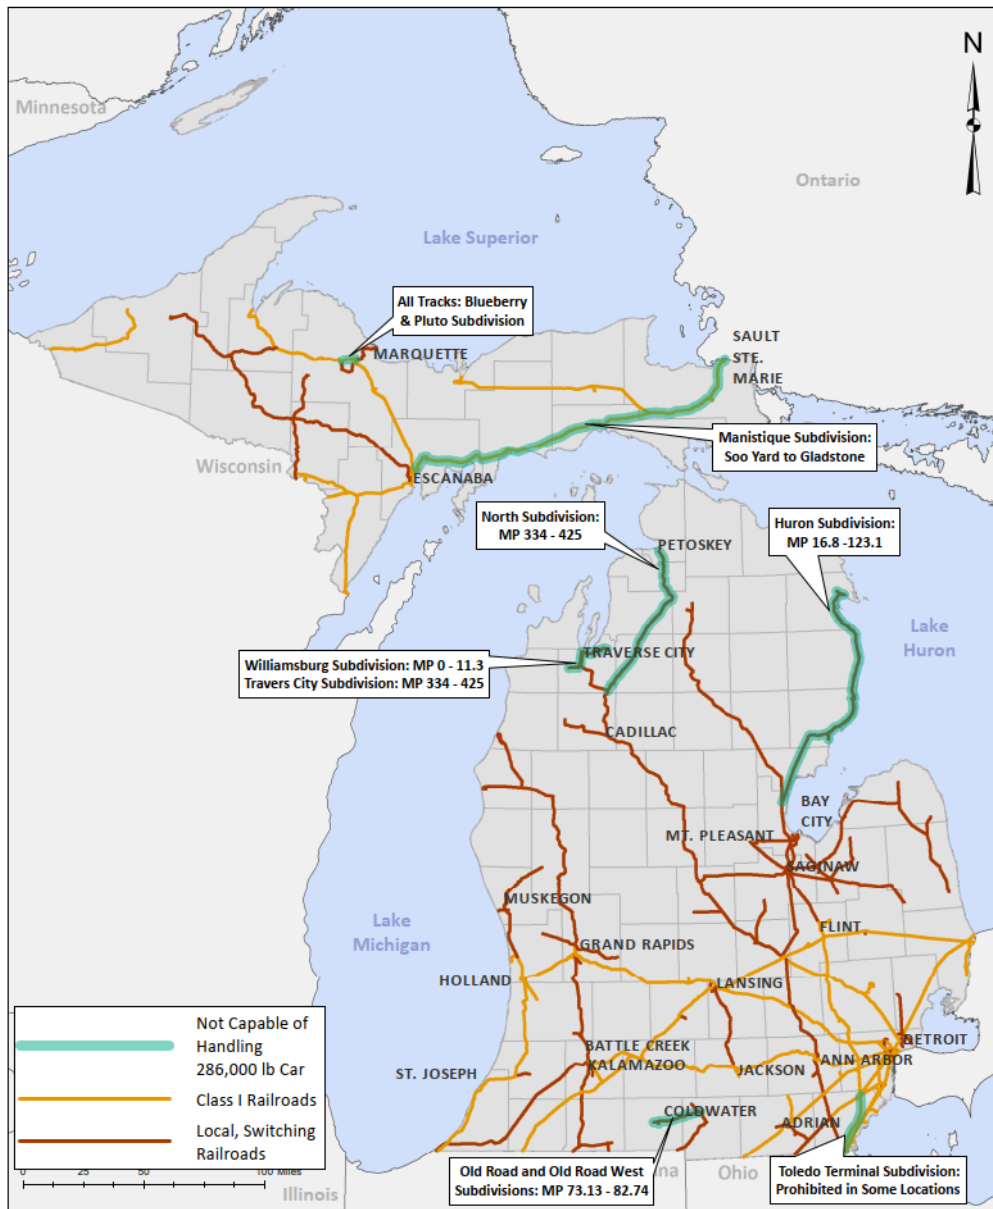 N
Minnesota
Ontario
Lake Superior
All Tracks: Blueberry
& Pluto Subdivision
MARQUETTE
SAULT
STE.
MARIE
Manistique Subdivision:
Soo Yard to Gladstone
Wisconsin
ESCANABA
North Subdivision:
MP 334 - 425
Huron Subdivision:
MP 16.8 -123.1
PETOSKEY
Lake
Huron
TRAVERSE CITY
Williamsburg Subdivision: MP 0 - 11.3
Travers City Subdivision: MP 334 - 425
CADILLAC
BAY
CITY
MT. PLEASANT
SAGINAW
MUSKEGON
Lake
Michigan
FLINT
GRAND RAPIDS
HOLLAND
LANSING
DETROIT
BATTLE CREEK
KALAMAZOO
ANN ARBOR
ST. JOSEPH
JACKSON
COLDWATER
ADRIAN
Not Capable of
Handling
286,000 lb Car
Class I Railroads
Local, Switching
Railroads
0 50 100 Miles
Illinois
Old Road and Old Road West
Subdivisions: MP 73.13 - 82.74
na
Ohio
Toledo Terminal Subdivision:
Prohibited in Some Locations